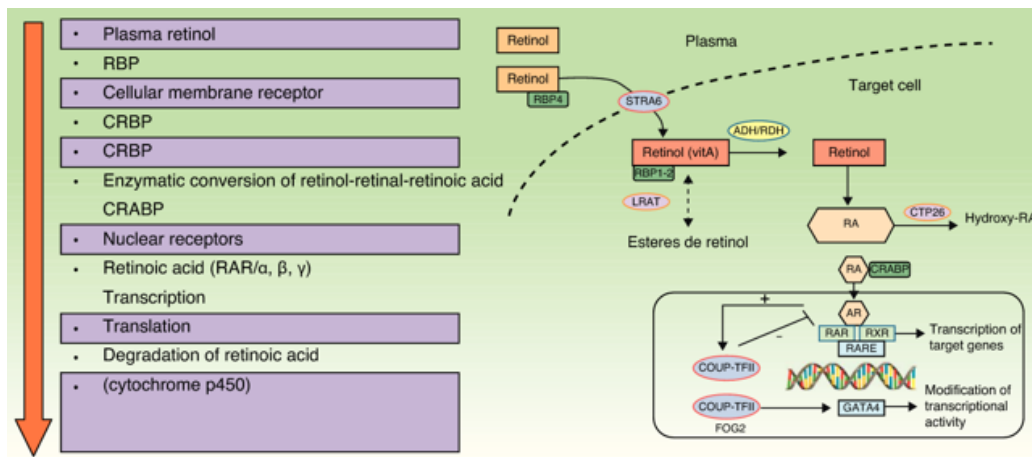 • Plasma retinol
• RBP
• Cellular membrane receptor
• CRBP
• CRBP
• Enzymatic conversion of retinol-retinal-retinoic acid
CRABP
• Nuclear receptors
• Retinoic acid (RAR/α, β, γ)
Transcription
• Translation
• Degradation of retinoic acid
• (cytochrome p450)
Retinol
Plasma
Retinol
RBP4
STRA6
Target cell
ADH/RDH
Retinol (vitA)
RBP1-2
Retinol
LRAT
Esteres de retinol
RA
CTP26
Hydroxy-RA
RA
CRABP
+
AR
RAR
RXR
RARE
-
Transcription of
target genes
COUP-TFII
COUP-TFII
FOG2
GATA4
Modification of
transcriptional
activity